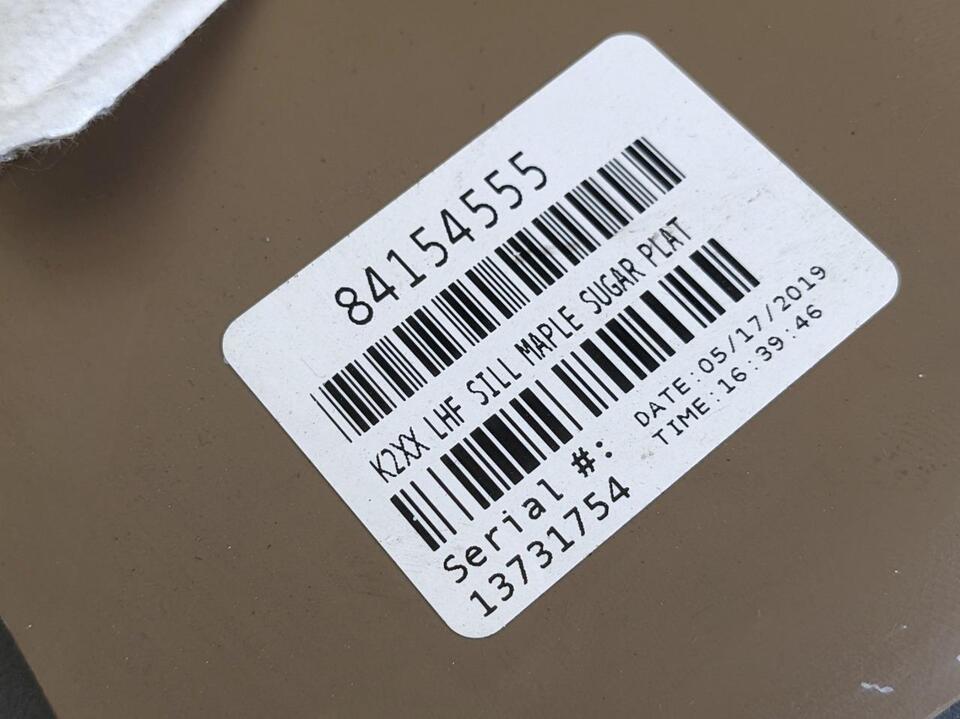 84154555
K2XX LHF SILL MAPLE SUGAR PLAT
DATE:05/17/2019
TIME:16:39:46
Serial #:
13731754